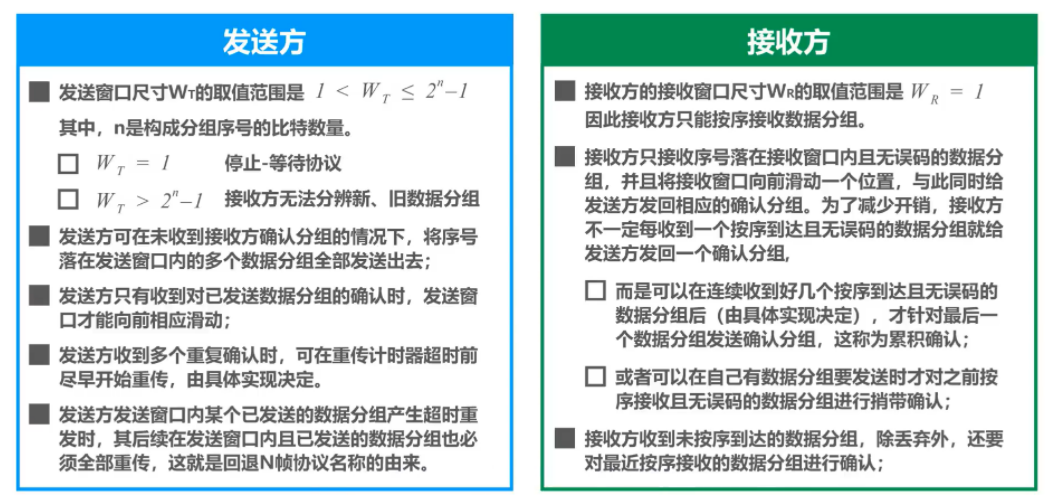 发送方
发送窗口尺寸WT的取值范围是 1 < W_T ≤ 2^n−1
其中，n是构成分组序号的比特数量。
W_T = 1 停止-等待协议
W_T > 2^n−1 接收方无法分辨新、旧数据分组
发送方可在未收到接收方确认分组的情况下，将序号
落在发送窗口内的多个数据分组全部发送出去；
发送方只有收到对已发送数据分组的确认时，发送窗
口才能向前相应滑动；
发送方收到多个重复确认时，可在重传计时器超时前
尽早开始重传，由具体实现决定。
发送方发送窗口内某个已发送的数据分组产生超时重
发时，其后续在发送窗口内且已发送的数据分组也必
须全部重传，这就是回退N帧协议名称的由来。
接收方
接收方的接收窗口尺寸WR的取值范围是 W_R = 1
因此接收方只能按序接收数据分组。
接收方只接收序号落在接收窗口内且无误码的数据分
组，并且将接收窗口向前滑动一个位置，与此同时给
发送方发回相应的确认分组。为了减少开销，接收方
不一定每收到一个按序到达且无误码的数据分组就给
发送方发回一个确认分组,
而是可以在连续收到好几个按序到达且无误码的
数据分组后（由具体实现决定），才针对最后一
个数据分组发送确认分组，这称为累积确认；
或者可以在自己有数据分组要发送时才对之前按
序接收且无误码的数据分组进行捎带确认；
接收方收到未按序到达的数据分组，除丢弃外，还要
对最近按序接收的数据分组进行确认；